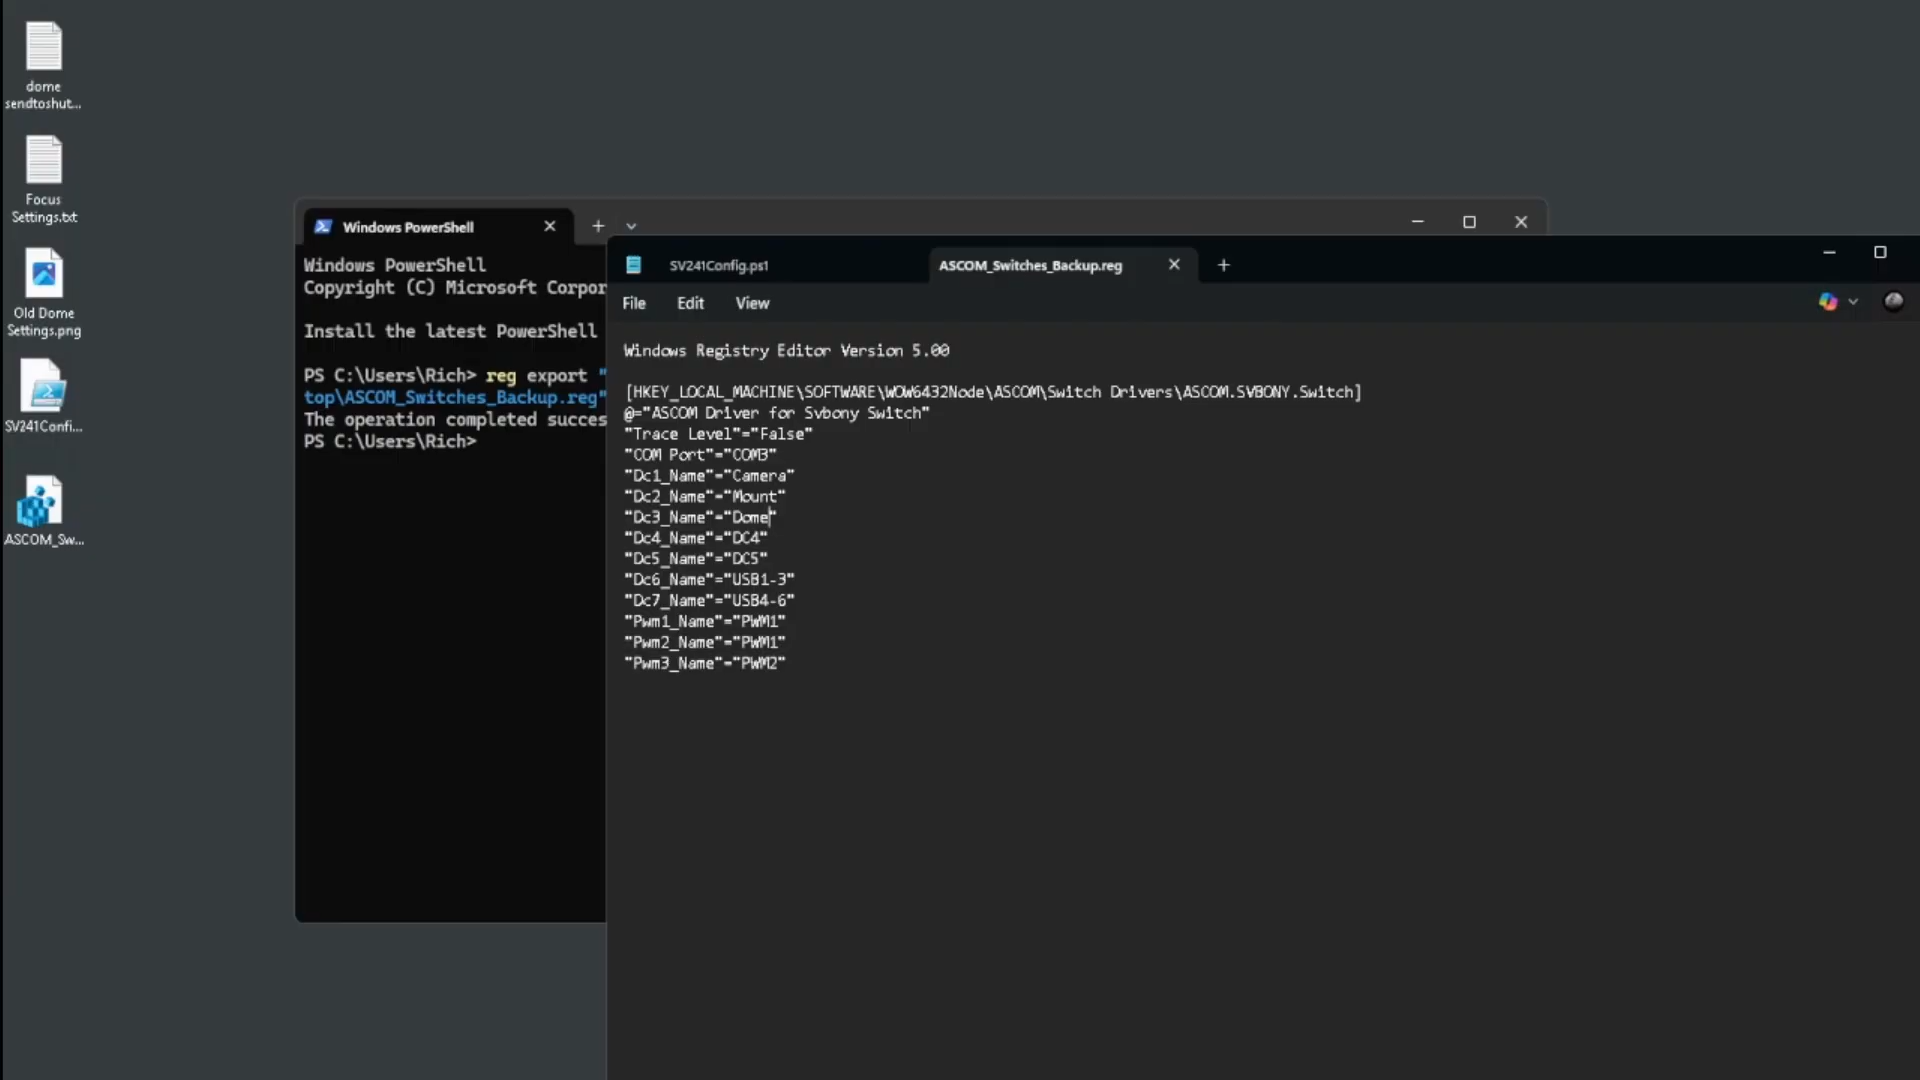 dome
sendtoshut...
Focus
Settings.txt
Old Dome
Settings.png
SV241Confi...
ASCOM_Sw...
Windows PowerShell
Windows PowerShell
Copyright (C) Microsoft Corpor
Install the latest PowerShell
PS C:\Users\Rich> reg export "
top\ASCOM_Switches_Backup.reg"
The operation completed succes
PS C:\Users\Rich>
SV241Config.ps1
ASCOM_Switches_Backup.reg
File Edit View
Windows Registry Editor Version 5.00
[HKEY_LOCAL_MACHINE\SOFTWARE\WOW6432Node\ASCOM\Switch Drivers\ASCOM.SVBONY.Switch]
@="ASCOM Driver for Svbony Switch"
"Trace Level"="False"
"COM Port"="COM3"
"Dc1_Name"="Camera"
"Dc2_Name"="Mount"
"Dc3_Name"="Dome"
"Dc4_Name"="DC4"
"Dc5_Name"="DC5"
"Dc6_Name"="USB1-3"
"Dc7_Name"="USB4-6"
"Pwm1_Name"="PWM1"
"Pwm2_Name"="PWM1"
"Pwm3_Name"="PWM2"